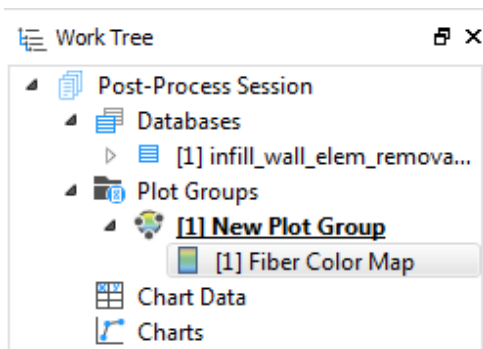 Work Tree
Post-Process Session
Databases
[1] infill_wall_elem_remova...
Plot Groups
[1] New Plot Group
[1] Fiber Color Map
Chart Data
Charts